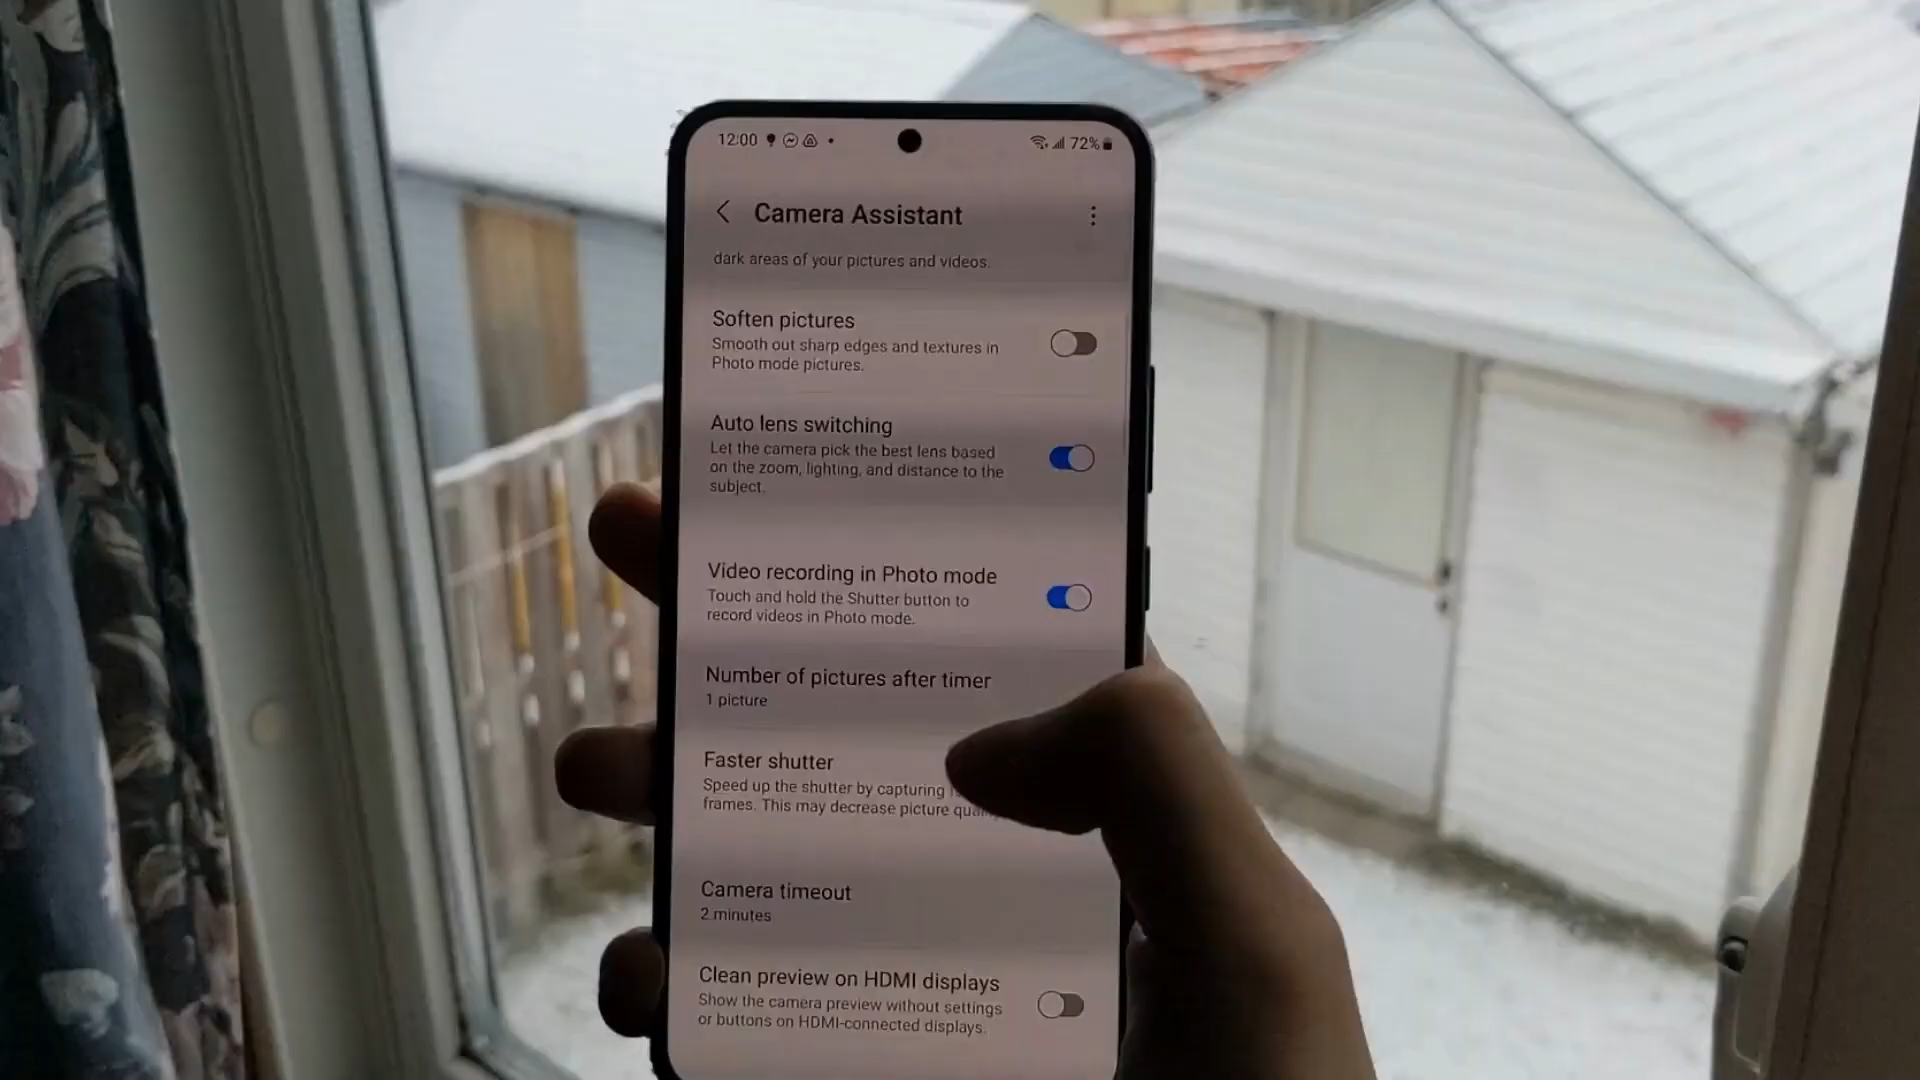 12:00 72%
Camera Assistant
dark areas of your pictures and videos.
Soften pictures
Smooth out sharp edges and textures in
Photo mode pictures.
Auto lens switching
Let the camera pick the best lens based
on the zoom, lighting, and distance to the
subject.
Video recording in Photo mode
Touch and hold the Shutter button to
record videos in Photo mode.
Number of pictures after timer
1 picture
Faster shutter
Speed up the shutter by capturing
frames. This may decrease picture
Camera timeout
2 minutes
Clean preview on HDMI displays
Show the camera preview without settings
or buttons on HDMI-connected displays.